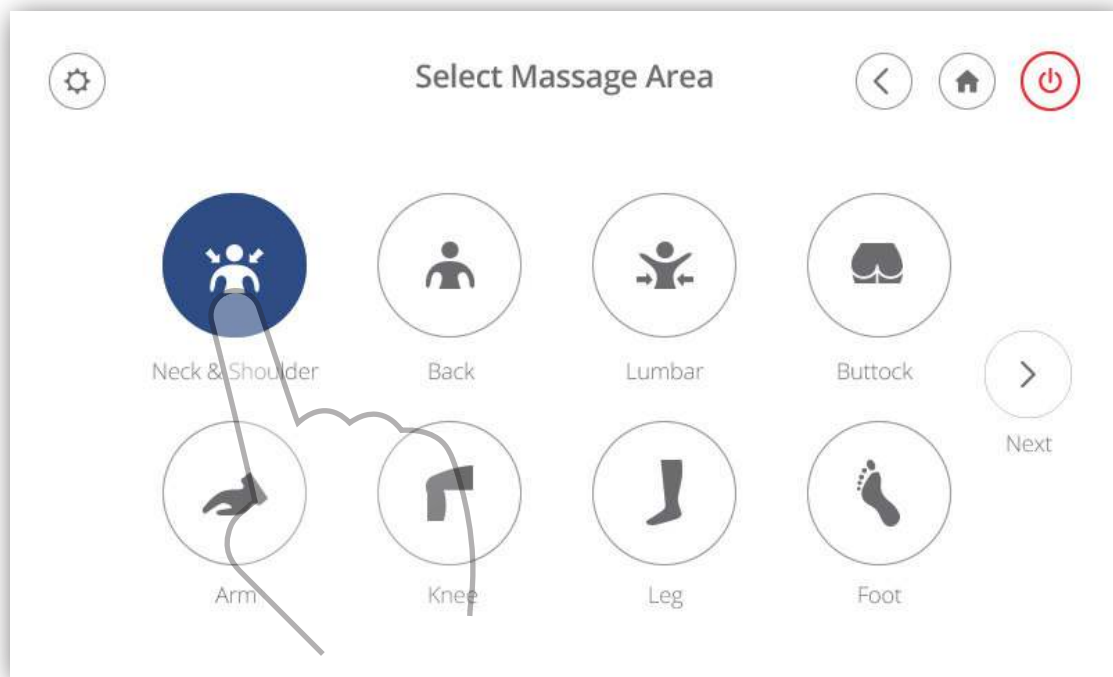 Select Massage Area
Neck & Shoulder
Back
Lumbar
Buttock
Next
Arm
Knee
Leg
Foot